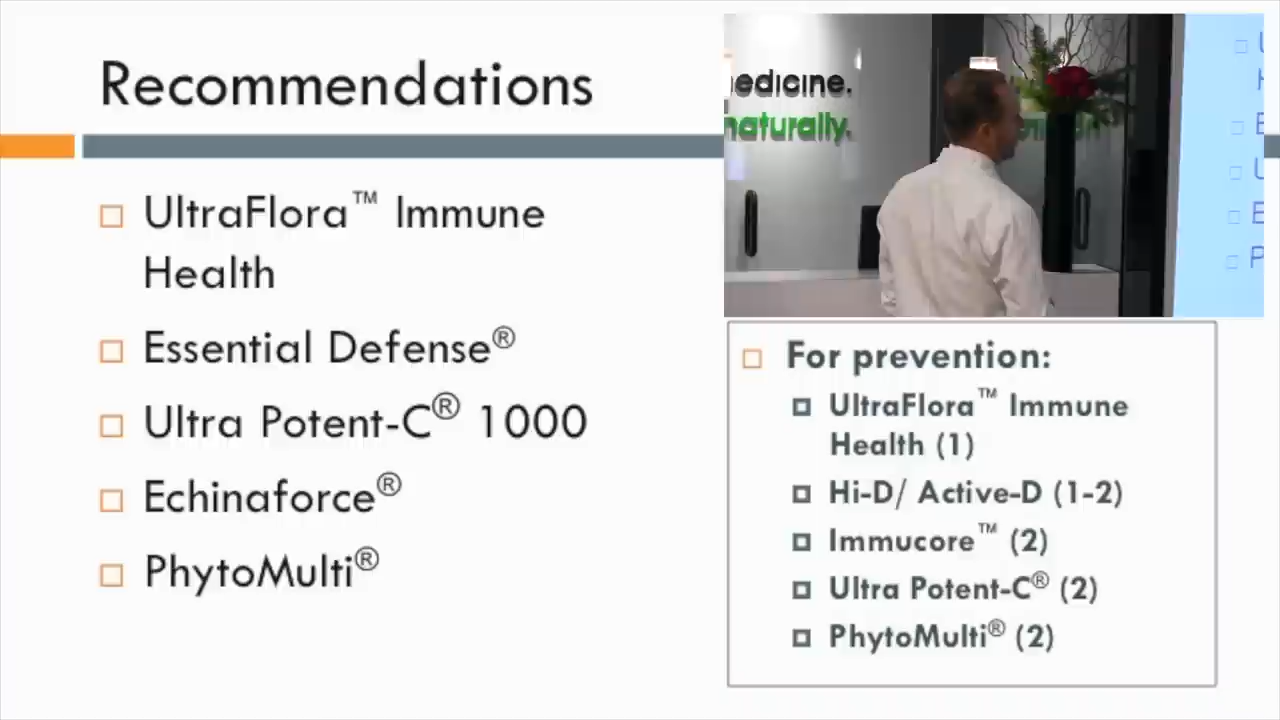 Recommendations
UltraFlora™ Immune
Health
Essential Defense®
Ultra Potent-C® 1000
Echinaforce®
PhytoMulti®
edicine.
naturally.
For prevention:
UltraFlora™ Immune
Health (1)
Hi-D/ Active-D (1-2)
Immucore™ (2)
Ultra Potent-C® (2)
PhytoMulti® (2)